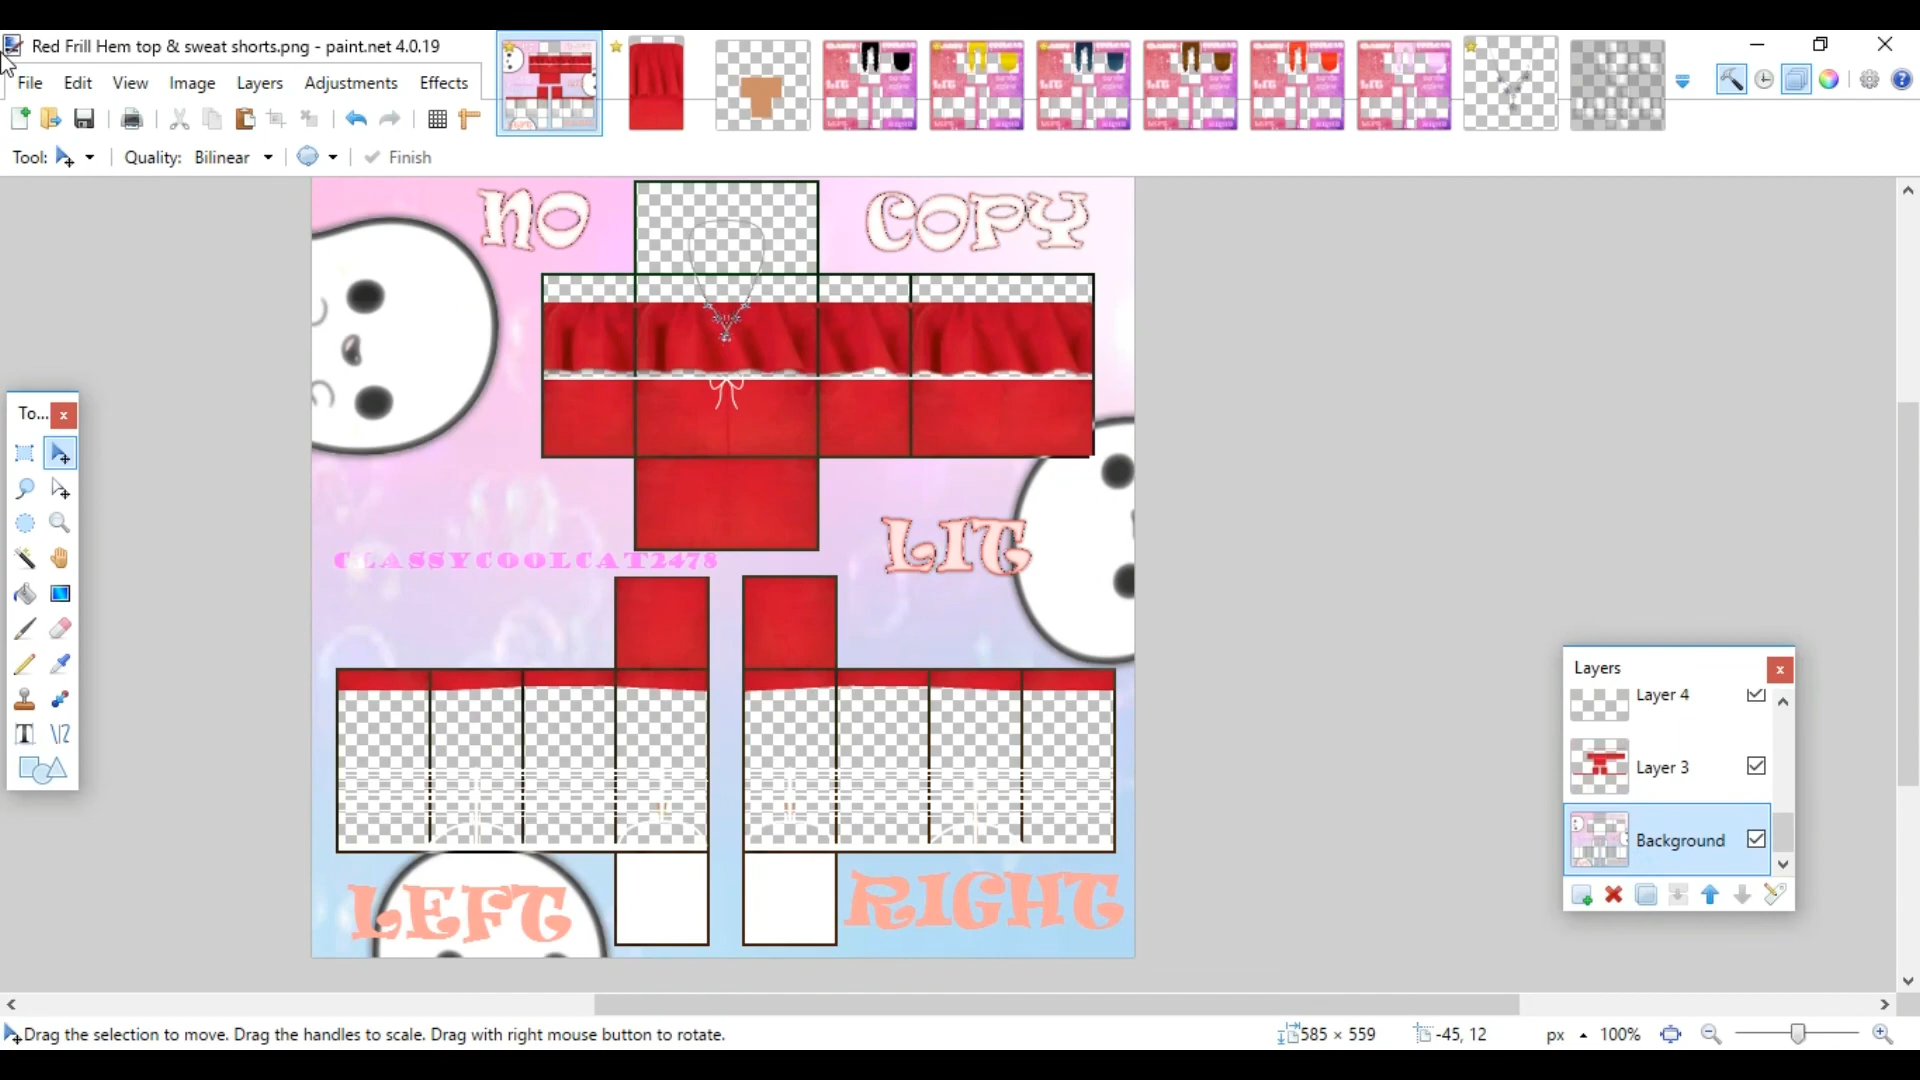 Red Frill Hem top & sweat shorts.png - paint.net 4.0.19
File Edit View Image Layers Adjustments Effects
Tool: Quality: Bilinear Finish
NO COPY
To...
LIT
CLASSYCOOLCAT2478
Layers
Layer 4
Layer 3
Background
LEFT RIGHT
Drag the selection to move. Drag the handles to scale. Drag with right mouse button to rotate.
585 × 559 -45, 12 px 100%